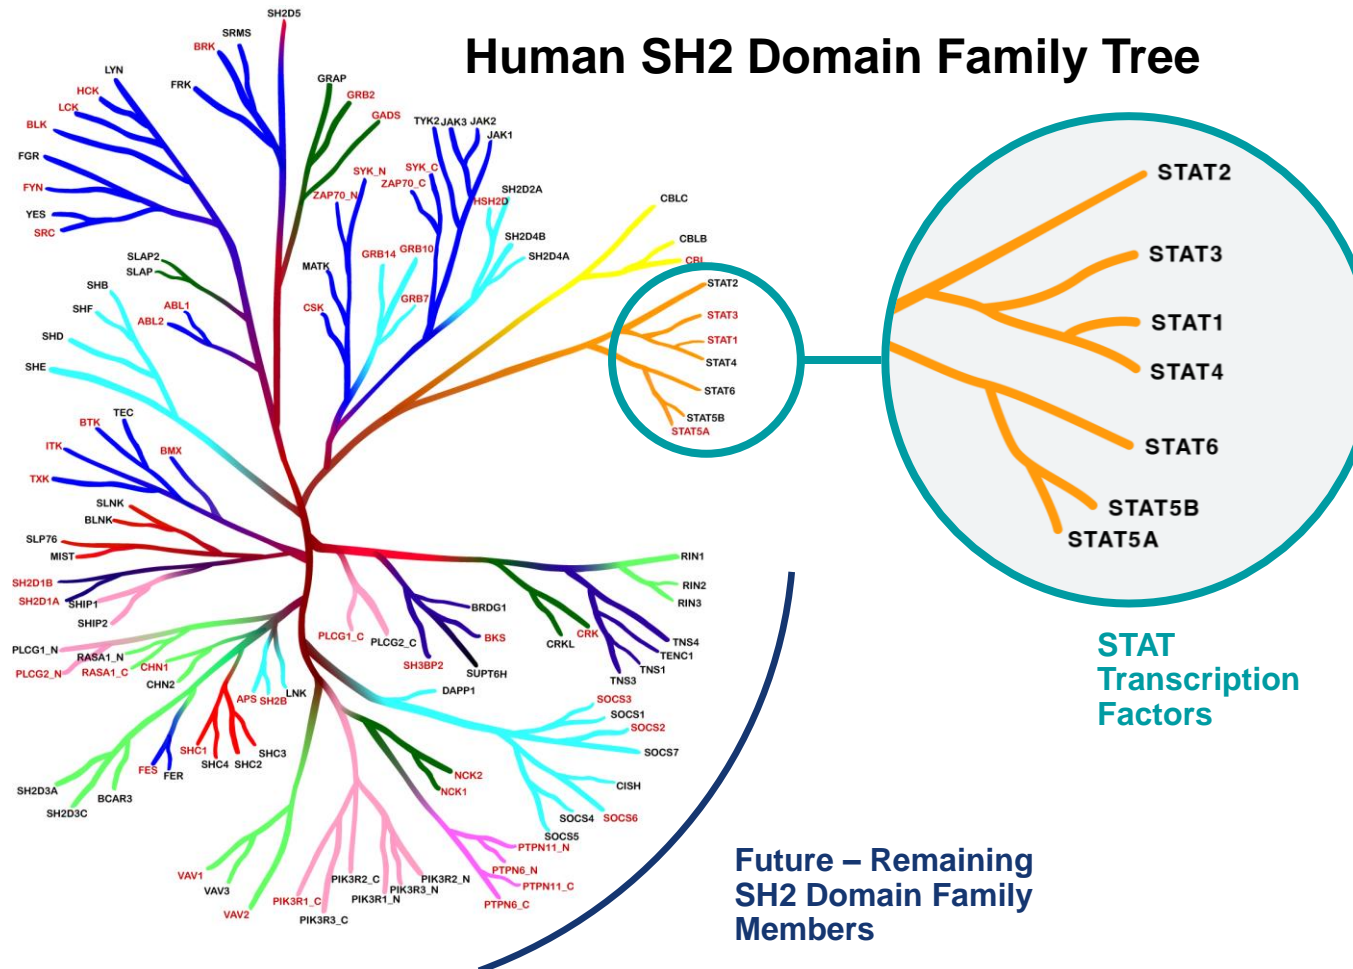 Human SH2 Domain Family Tree
SH2D5
SRMS
BRK
FRK
LYN
HCK
LCK
BLK
FGR
FYN
YES
SRC
GRAP
GRB2
GADS
TYK2
JAK3
JAK2
JAK1
SYK_N
ZAP70_N
SYK_C
ZAP70_C
SH2D2A
HSH2D
SH2D4B
SH2D4A
GRB14
GRB10
GRB7
MATK
CSK
CBLC
CBLB
CBL
SLAP2
SLAP
ABL1
ABL2
SHB
SHF
SHD
SHE
STAT2
STAT3
STAT1
STAT4
STAT6
STAT5B
STAT5A
STAT2
STAT3
STAT1
STAT4
STAT6
STAT5B
STAT5A
STAT
Transcription
Factors
TEC
BTK
ITK
BMX
TXK
SLNK
BLNK
SLP76
MIST
SH2D1B
SH2D1A
SHIP1
SHIP2
PLCG1_N
RASA1_N
PLCG2_N
RASA1_C
CHN1
CHN2
APS
SH2B
LNK
SHC1
SHC4
SHC2
SHC3
FES
FER
SH2D3A
BCAR3
SH2D3C
PLCG1_C
PLCG2_C
BRDG1
BKS
SH3BP2
SUPT6H
CRKL
CRK
RIN1
RIN2
RIN3
TNS4
TENC1
TNS1
TNS3
DAPP1
SOCS3
SOCS1
SOCS2
SOCS7
CISH
SOCS6
SOCS4
SOCS5
NCK2
NCK1
PTPN11_N
PTPN6_N
PTPN11_C
PTPN6_C
VAV1
VAV3
VAV2
PIK3R2_C
PIK3R2_N
PIK3R3_N
PIK3R1_N
PIK3R1_C
PIK3R3_C
Future – Remaining
SH2 Domain Family
Members